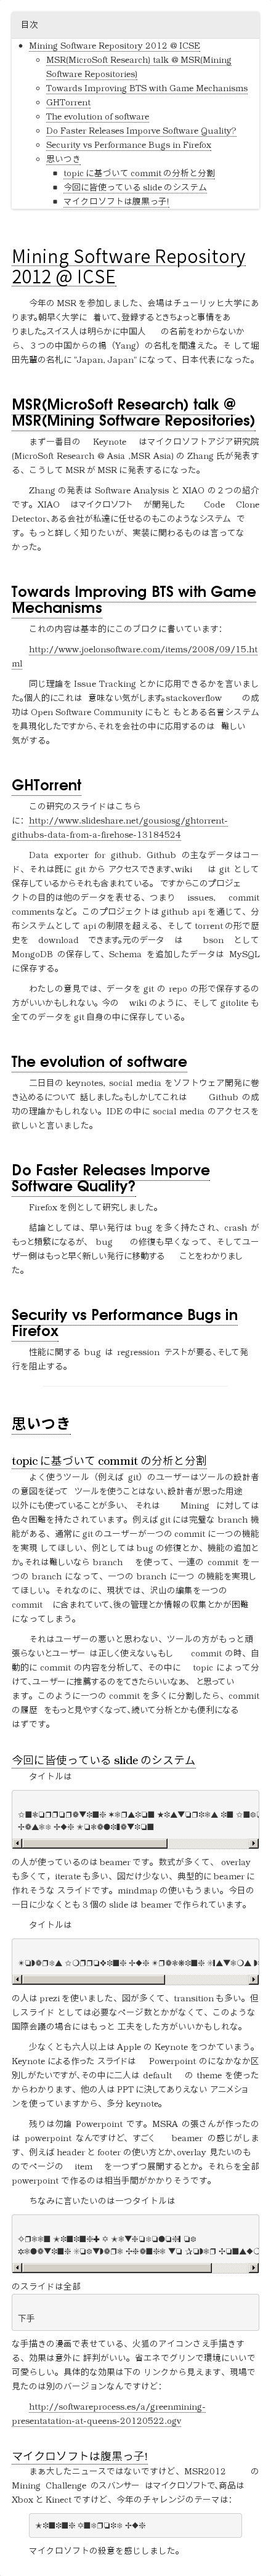 目次
Mining Software Repository 2012 @ ICSE
MSR(MicroSoft Research) talk @ MSR(Mining
Software Repositories)
Towards Improving BTS with Game Mechanisms
GHTorrent
The evolution of software
Do Faster Releases Imporve Software Quality?
Security vs Performance Bugs in Firefox
思いつき
topic に基づいて commit の分析と分割
今回に皆使っている slide のシステム
マイクロソフトは腹黒っ子!
Mining Software Repository
2012 @ ICSE
今年の MSR を参加しました、会場はチューリッヒ大学にあ
ります。朝早く大学に 着いて、登録するときちょっと事情をあ
りました。スイス人は明らかに中国人 の名前をわからないか
ら、３つの中国からの楊（Yang）の名札を間違えた。そ して堀
田先輩の名札に "Japan, Japan" になって、日本代表になった。
MSR(MicroSoft Research) talk @
MSR(Mining Software Repositories)
まず一番目の Keynote はマイクロソフトアジア研究院
(MicroSoft Research @ Asia ,MSR Asia) の Zhang 氏が発表す
る、こうして MSR が MSR に発表するになった。
Zhang の発表は Software Analysis と XIAO の２つの紹介
です。XIAO はマイクロソフト が開発した Code Clone
Detector、ある会社が私達に任せるのもこのようなシステム で
す。もっと詳しく知りたいが、実装に関わるものは言ってな
かった。
Towards Improving BTS with Game
Mechanisms
これの内容は基本的にこのブロクに書いています:
http://www.joelonsoftware.com/items/2008/09/15.ht
ml
同じ理論を Issue Tracking とかに応用できるかを言いまし
た。個人的にこれは 意味ない気がします。stackoverflow の成
功は Open Software Community にもと もとある名誉システム
を具現化したですから、それを会社の中に応用するのは 難しい
気がする。
GHTorrent
この研究のスライドはこちら
に: http://www.slideshare.net/gousiosg/ghtorrent-
githubs-data-from-a-firehose-13184524
Data exporter for github. Github の主なデータはコー
ド、それは既に git から アクセスできます、wiki は git として
保存しているからそれも含まれている。 ですからこのプロジェ
クトの目的は他のデータを表せる、つまり issues, commit
comments など。このプロジェクトは github api を通じて、分
布システムとして api の制限を超える、そして torrent の形で歴
史を download できます。元のデータ は bson として
MongoDB の保存して、Schema を追加したデータは MySQL
に保存する。
わたしの意見では、データを git の repo の形で保存するの
方がいいかもしれない。 今の wiki のように、そして gitolite も
全てのデータを git 自身の中に保存している。
The evolution of software
二日目の keynotes, social media をソフトウェア開発に巻
き込めるについて 話しました。もしかしてこれは Github の成
功の理論かもしれない。IDE の中に social media のアクセスを
欲しいと言いました。
Do Faster Releases Imporve
Software Quality?
Firefox を例として研究しました。
結論としては、早い発行は bug を多く持たされ、crash が
もっと頻繁になるが、bug の修復も早くなって、そしてユー
ザー側はもっと早く新しい発行に移動する ことをわかりまし
た。
Security vs Performance Bugs in
Firefox
性能に関する bug は regression テストが要る、そして発
行を阻止する。
思いつき
topic に基づいて commit の分析と分割
よく使うツール（例えば git）のユーザーはツールの設計者
の意図を従って ツールを使うことはない、設計者が思った用途
以外にも使っていることが多い、 それは Mining に対しては
色々困難を持たされています。例えば git には完璧な branch 機
能がある、通常に git のユーザーが一つの commit に一つの機能
を実現 してほしい、例としては bug の修復とか、機能の追加と
か。それは難しいなら branch を使って、一連の commit を一
つの branch になって、一つの branch に一つ の機能を実現し
てほしい。それなのに、現状では、沢山の編集を一つの
commit に含まれていて、後の管理とか情報の収集とかが困難
になってしまう。
それはユーザーの悪いと思わない、ツールの方がもっと頑
張らないとユーザー は正しく使えない。もし commit の時、自
動的に commit の内容を分析して、その中に topic によって分
けて、ユーザーに推薦するのをできたらいいなあ、 と思ってい
ます。このように一つの commit を多くに分割したら、commit
の履歴 をもっと見やすくなって、続いて分析とかも便利になる
はずです。
今回に皆使っている slide のシステム
タイトルは
の人が使っているのは beamer です。数式が多くて、 overlay
も多くて，iterate も多い、図だけ少ない、典型的に beamer に
作れそうな スライドです。mindmap の使いもうまい。今日の
一日に少なくとも３個の slide は beamer で作られています。
タイトルは
の人は prezi を使いました、図が多くて、transition も多い。但
しスライド としては必要なページ数とかがなくて、このような
国際会議の場合にはもっと 工夫をした方がいいかもしれな。
少なくとも六人以上は Apple の Keynote をつかていまう。
Keynote による作った スライドは Powerpoint のになかなか区
別しがたいですが、その中に二人は default の theme を使った
からわかります、他の人は PPT に決してありえない アニメショ
ンを使っていますから、多分 keynote。
残りは勿論 Powerpoint です。MSRA の張さんが作ったの
は powerpoint なんですけど、すごく beamer の感じがしま
す、例えば header と footer の使い方とか、overlay 見たいのも
のでページの item を一つずつ展開するとか。それらを全部
powerpoint で作るのは相当手間がかかりそうです。
ちなみに言いたいのは一つタイトルは
のスライドは全部
下手
な手描きの漫画で表せている、火狐のアイコンさえ手描きす
る、効果は意外に 評判がいい。省エネでグリンで環境にいいで
可愛らしい。具体的な効果は下の リンクから見えます、現場で
見たのは別のバージョンなんですけど：
http://softwareprocess.es/a/greenmining-
presentatation-at-queens-20120522.ogv
マイクロソフトは腹黒っ子!
まあ大したニュースではないですけど、MSR2012 の
Mining Challenge のスバンサー はマイクロソフトで、商品は
Xbox と Kinect ですけど、今年のチャレンジのテーマは：
マイクロソフトの殺意を感じしました。